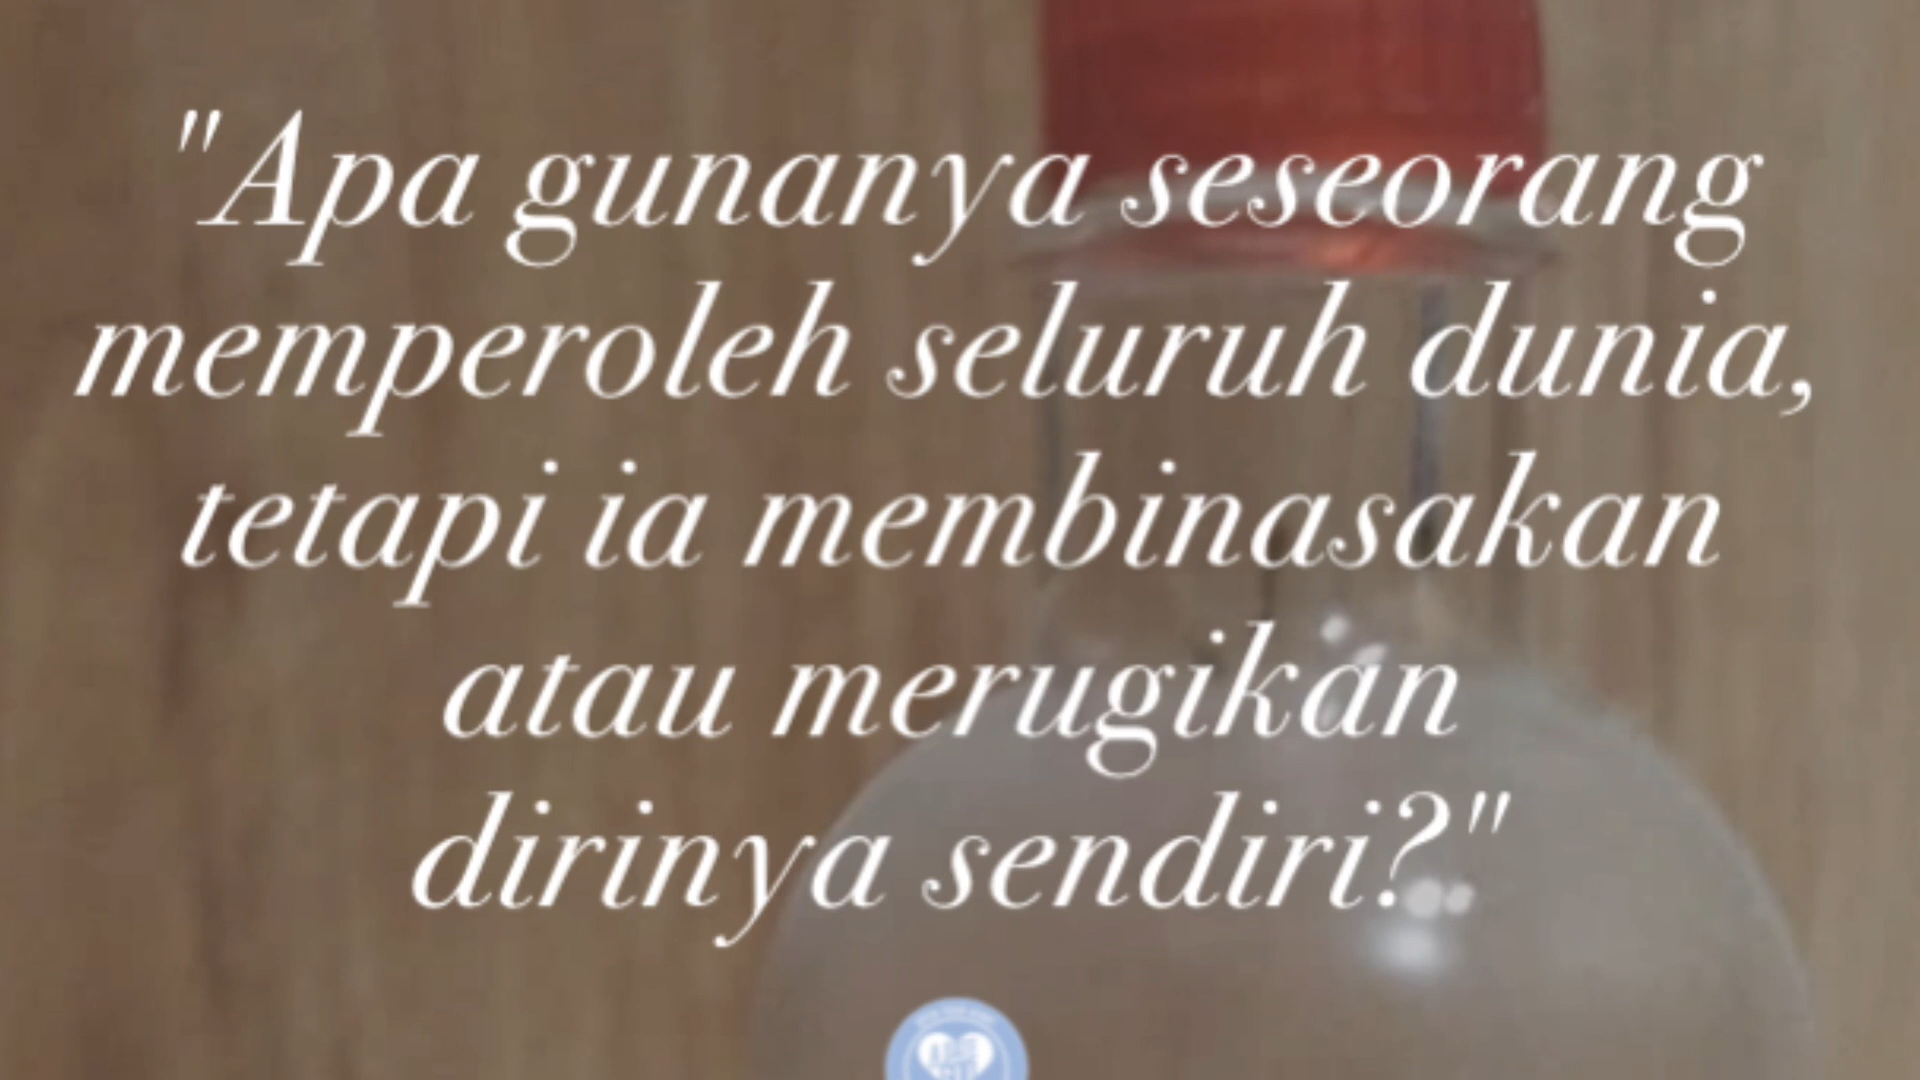 "Apa gunanya seseorang
memperoleh seluruh dunia,
tetapi ia membinasakan
atau merugikan
dirinya sendiri?"